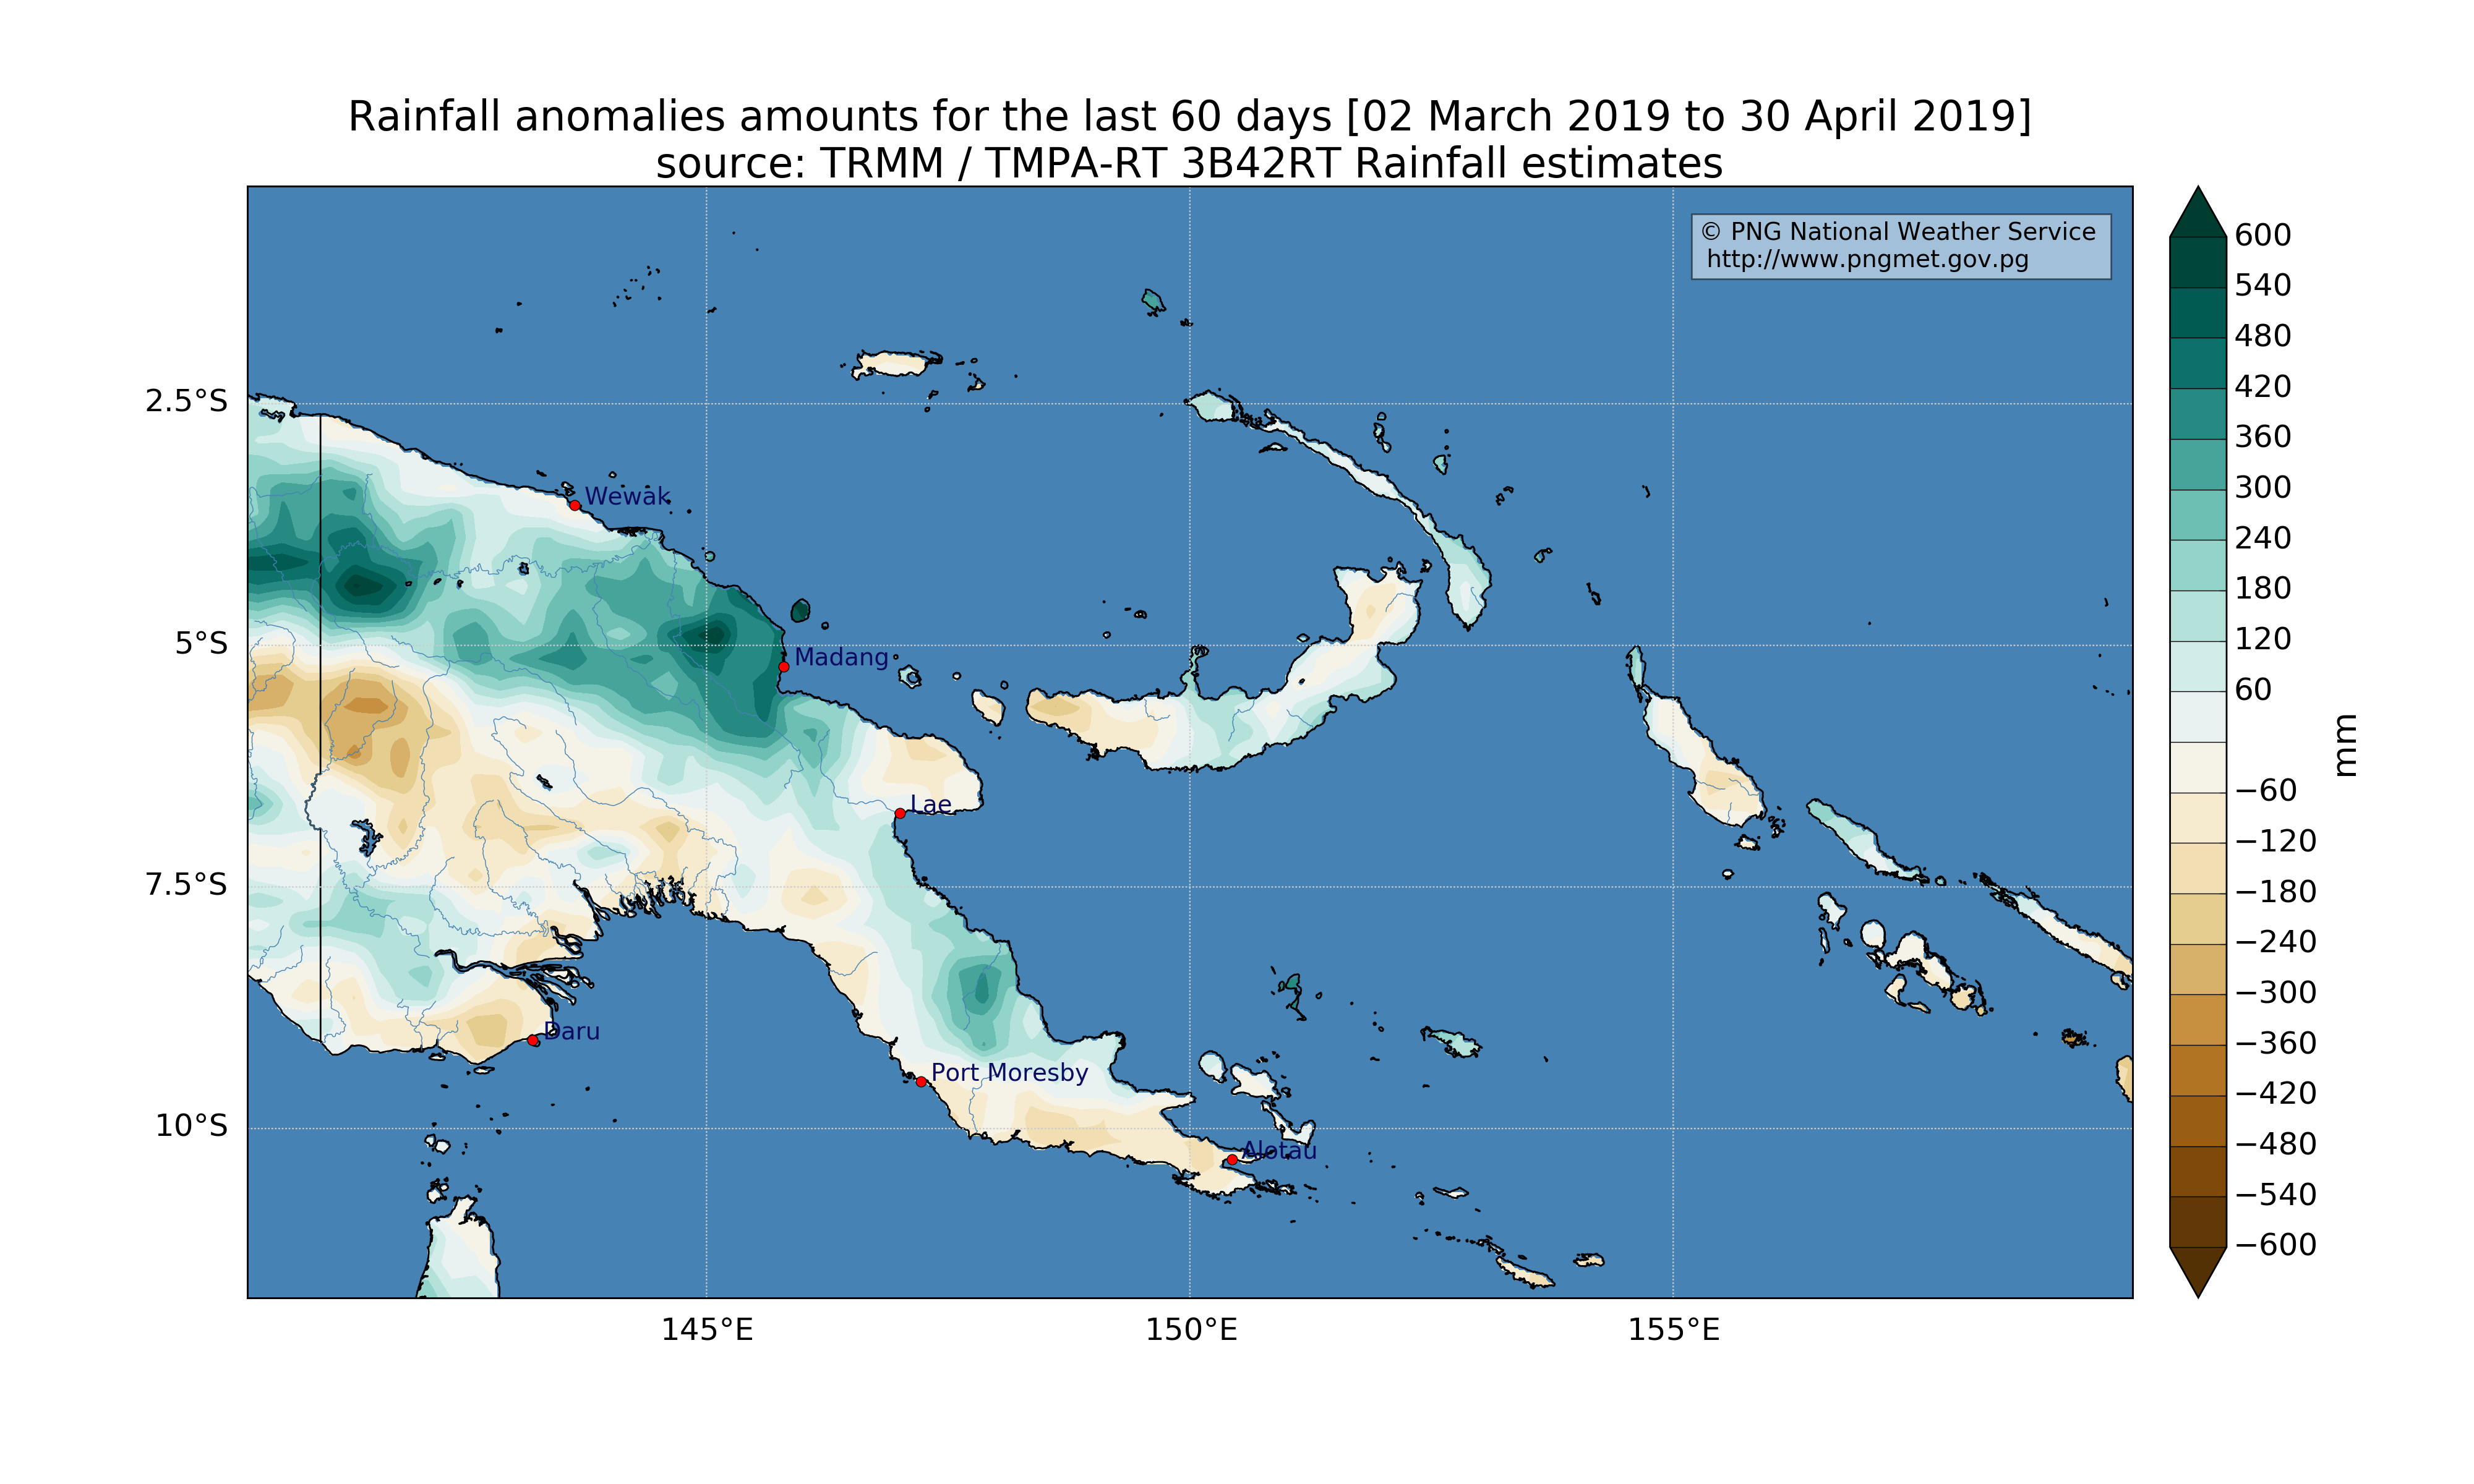 Rainfall anomalies amounts for the last 60 days [02 March 2019 to 30 April 2019]
source: TRMM / TMPA-RT 3B42RT Rainfall estimates
© PNG National Weather Service
http://www.pngmet.gov.pg
2.5°S
5°S
7.5°S
10°S
Wewak
Madang
Lae
Daru
Port Moresby
Alotau
145°E
150°E
155°E
600
540
480
420
360
300
240
180
120
60
−60
−120
−180
−240
−300
−360
−420
−480
−540
−600
mm